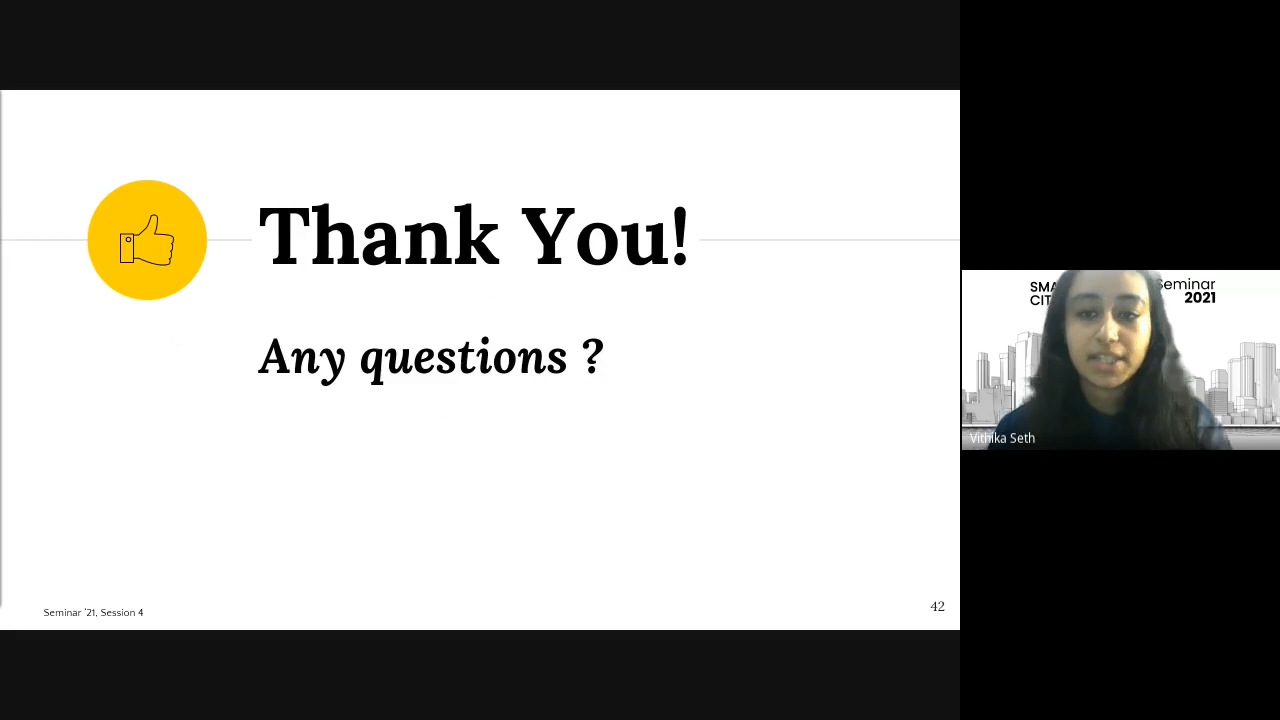 Thank You!
Any questions ?
Seminar '21, Session 4
42
SMA
CIT
Seminar
2021
Vithika Seth